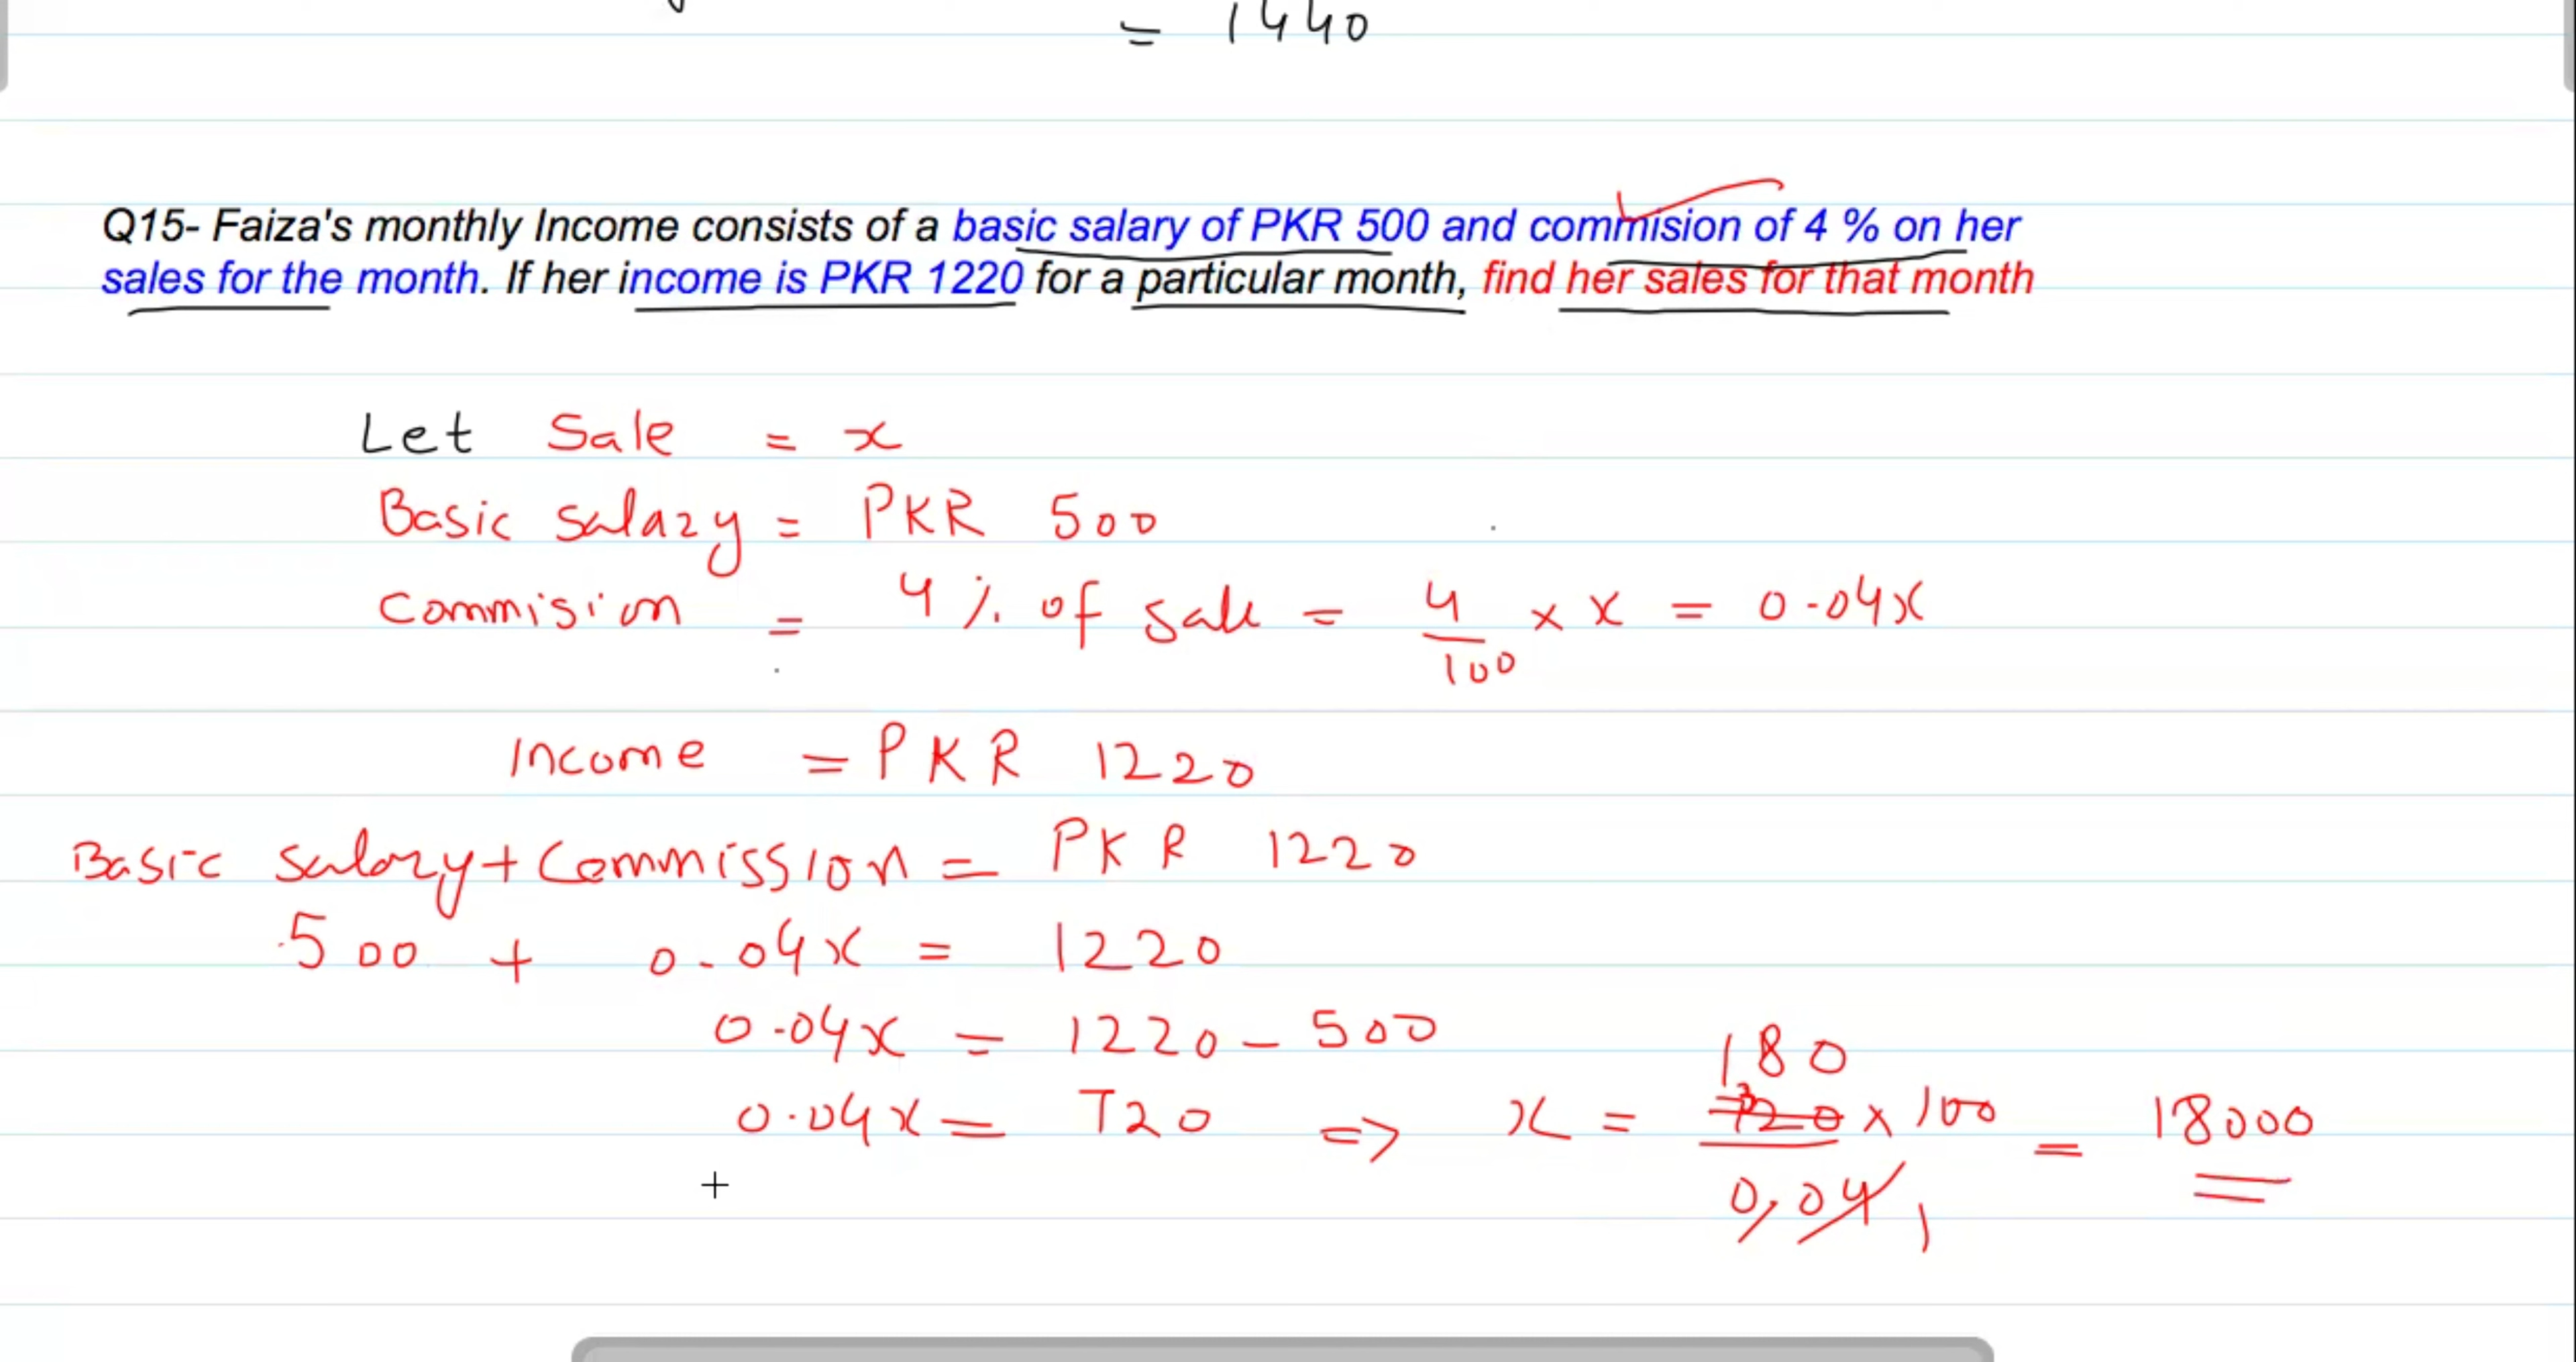 = 1440
Q15- Faiza's monthly Income consists of a basic salary of PKR 500 and commision of 4 % on her
sales for the month. If her income is PKR 1220 for a particular month, find her sales for that month
Let Sale = x
Basic salary = PKR 500
Commision = 4 % of sale = 4/100 × x = 0.04x
Income = PKR 1220
Basic salary + Commission = PKR 1220
500 + 0.04x = 1220
0.04x = 1220 - 500
180
0.04x = 720 => x = 720 × 100 = 18000
0.04 1